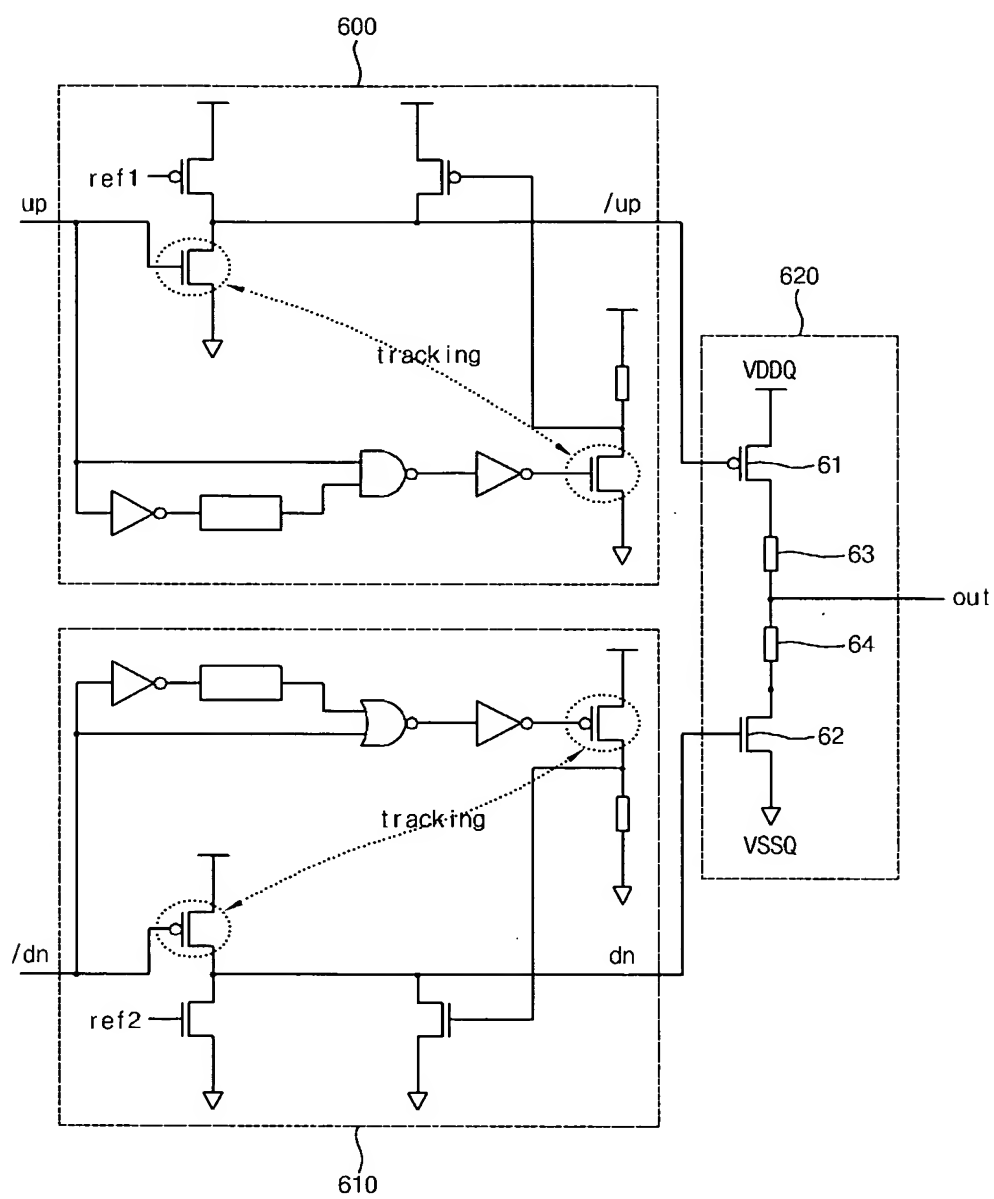 600
ref1
up
/up
tracking
620
VDDQ
61
63
out
64
62
VSSQ
tracking
/dn
dn
ref2
610